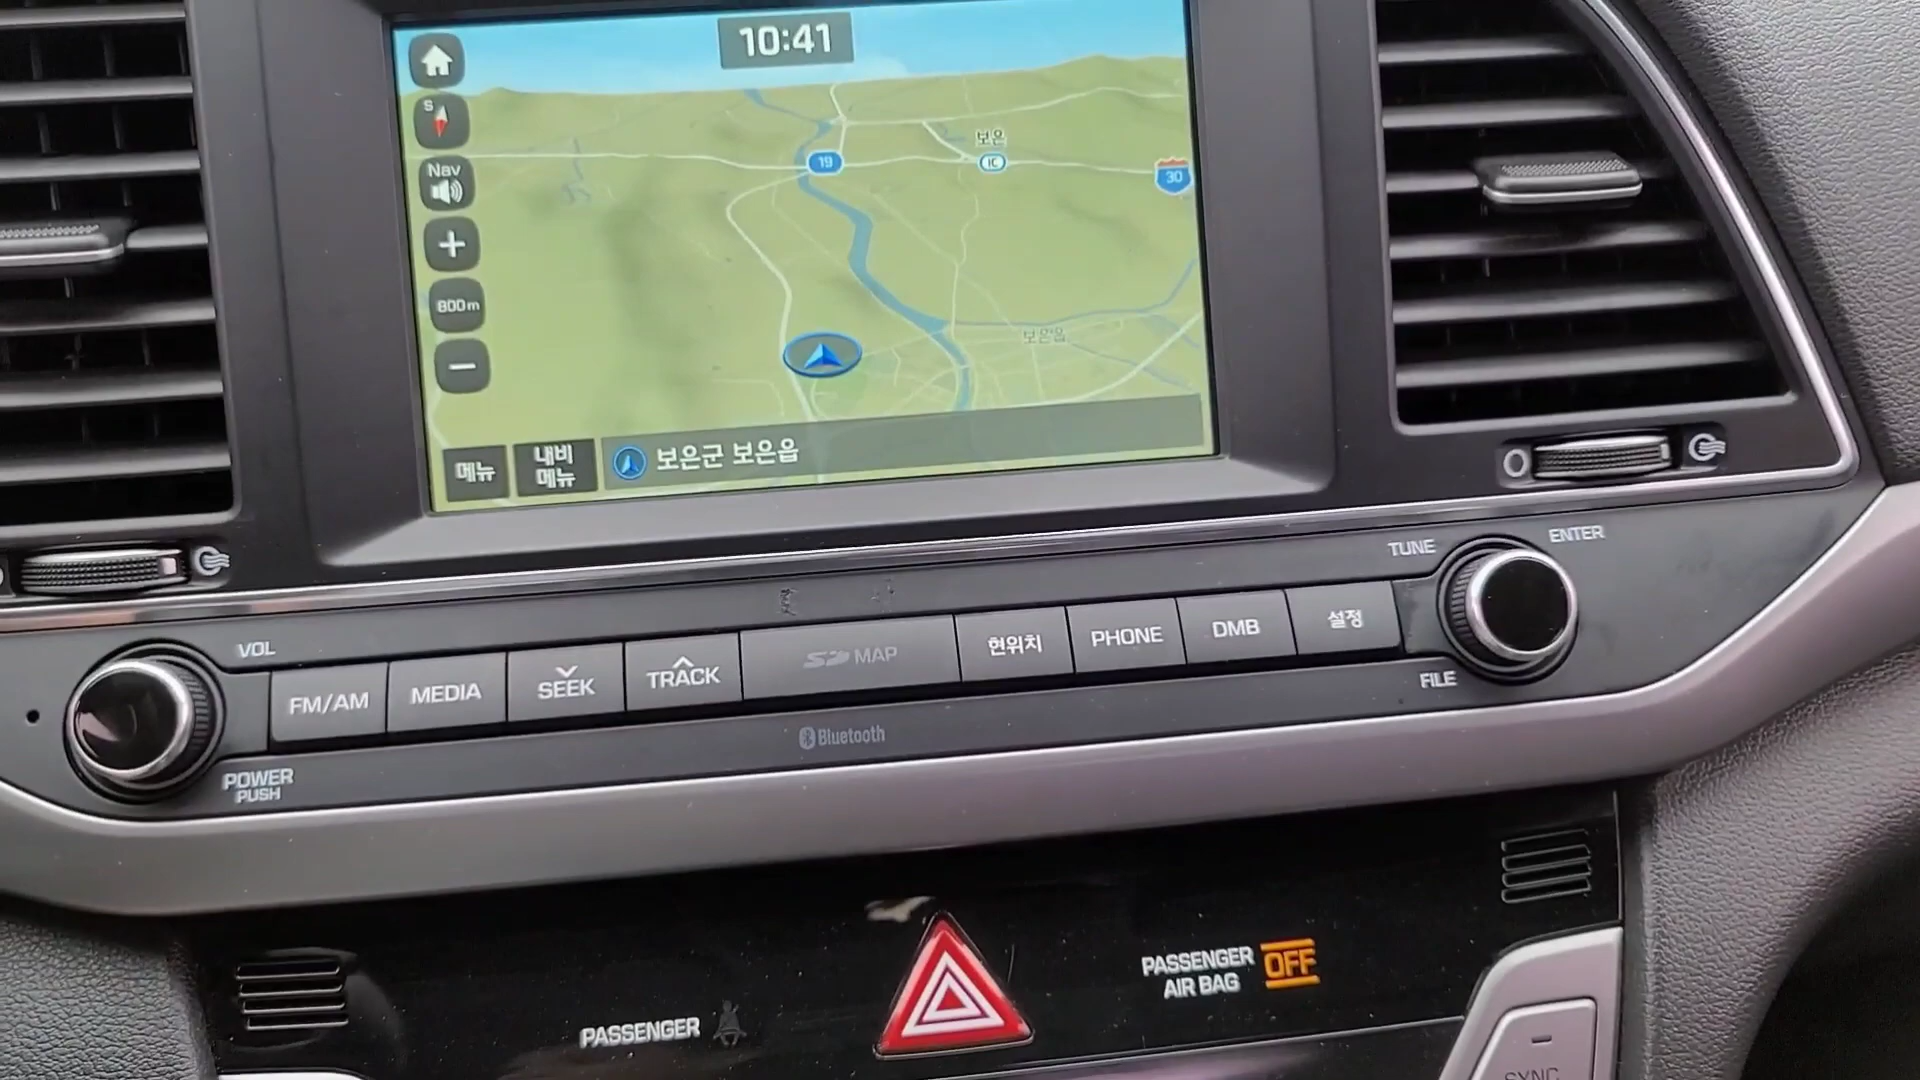 10:41
S
Nav
800m
19
보은
IC
30
보은읍
메뉴
내비
메뉴
보은군 보은읍
VOL
POWER
PUSH
FM/AM
MEDIA
SEEK
TRACK
SD MAP
현위치
PHONE
DMB
설정
TUNE
ENTER
FILE
Bluetooth
PASSENGER
PASSENGER
AIR BAG
OFF
SYNC